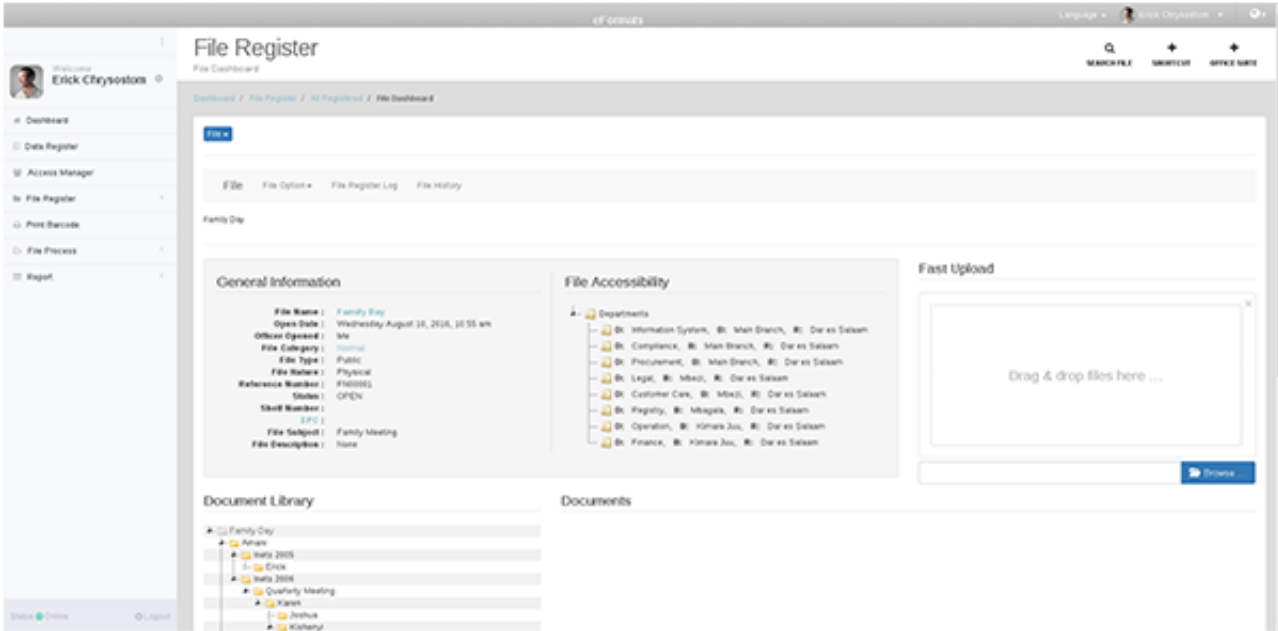 eFormats
Language
Erick Chrysostom
File Register
File Dashboard
SEARCH FILE
SHORTCUT
OFFICE SUITE
Welcome
Erick Chrysostom
Dashboard / File Register / All Registered / File Dashboard
Dashboard
Data Register
Access Manager
File Register
Print Barcode
File Process
Report
File
File File Option File Register Log File History
Family Day
General Information
File Name : Family Day
Open Date : Wednesday August 10, 2016, 10:55 am
Officer Opened : Me
File Category : Normal
File Type : Public
File Nature : Physical
Reference Number : FN00001
Status : OPEN
Shelf Number :
EPC :
File Subject : Family Meeting
File Description : None
File Accessibility
Departments
Information System, Main Branch, Dar es Salaam
Compliance, Main Branch, Dar es Salaam
Procurement, Main Branch, Dar es Salaam
Legal, Mbezi, Dar es Salaam
Customer Care, Mbezi, Dar es Salaam
Registry, Mbagala, Dar es Salaam
Operation, Kimara Juu, Dar es Salaam
Finance, Kimara Juu, Dar es Salaam
Fast Upload
×
Drag & drop files here ...
Browse ...
Document Library
Family Day
Amani
Inets 2005
Erick
Inets 2006
Quarterly Meeting
Karen
Joshua
Documents
Status Online
Logout